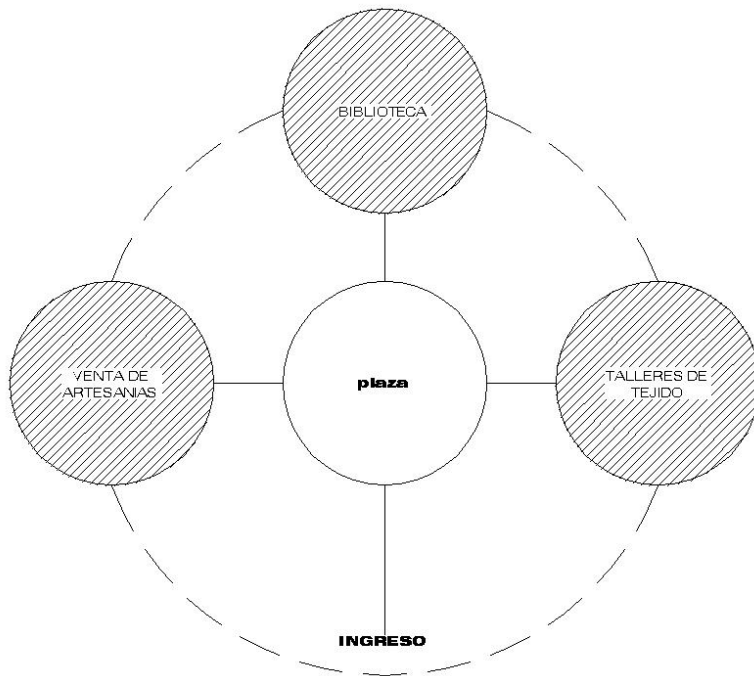 BIBLIOTECA
VENTA DE
ARTESANIAS
plaza
TALLERES DE
TEJIDO
INGRESO